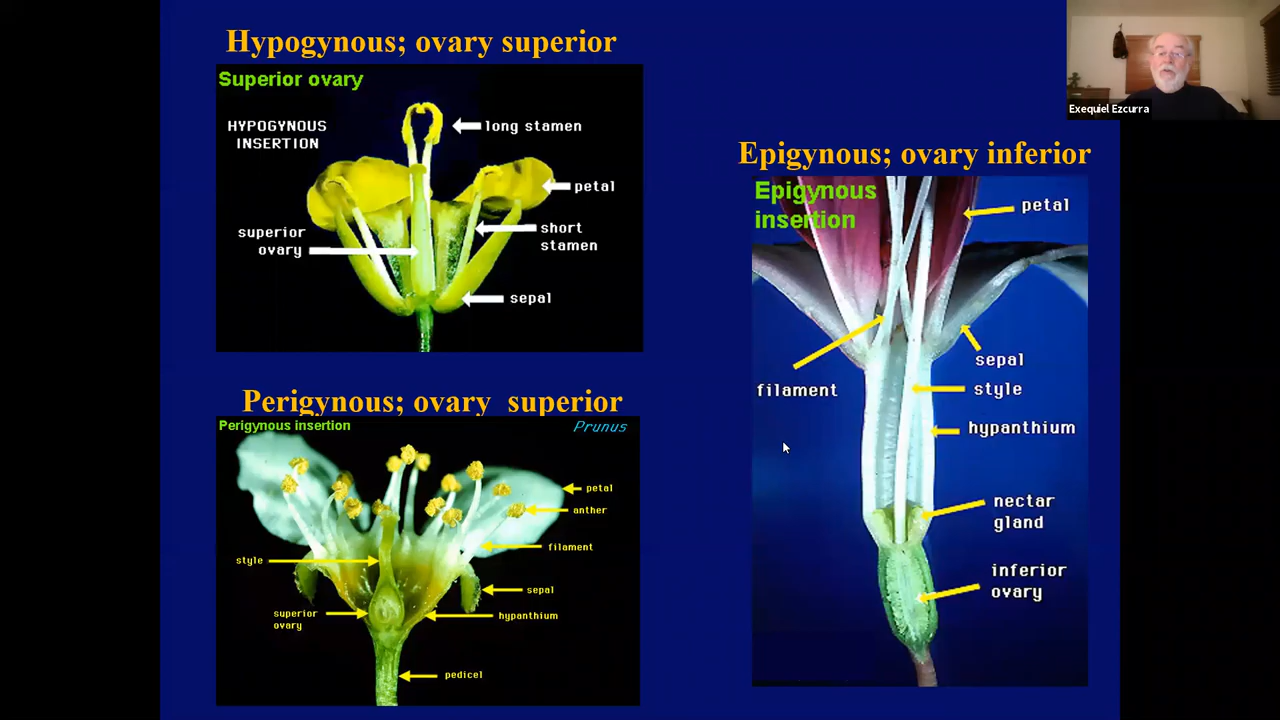 Hypogynous; ovary superior
Superior ovary
HYPOGYNOUS
INSERTION
long stamen
petal
superior
ovary
short
stamen
sepal
Perigynous; ovary  superior
Perigynous insertion
Prunus
petal
anther
style
filament
sepal
superior
ovary
hypanthium
pedicel
Exequiel Ezcurra
Epigynous; ovary inferior
Epigynous
insertion
petal
sepal
filament
style
hypanthium
nectar
gland
inferior
ovary